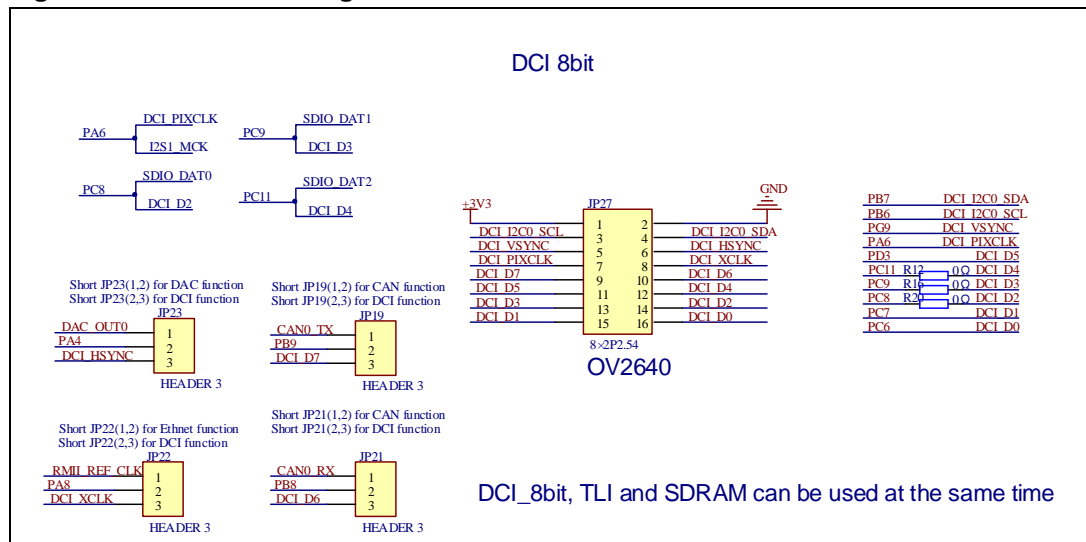 DCI 8bit
DCI_PIXCLK
PA6
I2S1_MCK
SDIO_DAT1
PC9
DCI_D3
SDIO_DAT0
PC8
DCI_D2
SDIO_DAT2
PC11
DCI_D4
Short JP23(1,2) for DAC function
Short JP23(2,3) for DCI function
JP23
DAC_OUT0 1
PA4 2
DCI_HSYNC 3
HEADER 3
Short JP19(1,2) for CAN function
Short JP19(2,3) for DCI function
JP19
CAN0_TX 1
PB9 2
DCI_D7 3
HEADER 3
Short JP22(1,2) for Ethnet function
Short JP22(2,3) for DCI function
JP22
RMII_REF_CLK 1
PA8 2
DCI_XCLK 3
HEADER 3
Short JP21(1,2) for CAN function
Short JP21(2,3) for DCI function
JP21
CAN0_RX 1
PB8 2
DCI_D6 3
HEADER 3
+3V3 JP27 GND
1 2
DCI_I2C0_SCL 3 4 DCI_I2C0_SDA
DCI_VSYNC 5 6 DCI_HSYNC
DCI_PIXCLK 7 8 DCI_XCLK
DCI_D7 9 10 DCI_D6
DCI_D5 11 12 DCI_D4
DCI_D3 13 14 DCI_D2
DCI_D1 15 16 DCI_D0
8×2P2.54
OV2640
PB7 DCI_I2C0_SDA
PB6 DCI_I2C0_SCL
PG9 DCI_VSYNC
PA6 DCI_PIXCLK
PD3 DCI_D5
PC11 R12 0Ω DCI_D4
PC9 R16 0Ω DCI_D3
PC8 R20 0Ω DCI_D2
PC7 DCI_D1
PC6 DCI_D0
DCI_8bit, TLI and SDRAM can be used at the same time